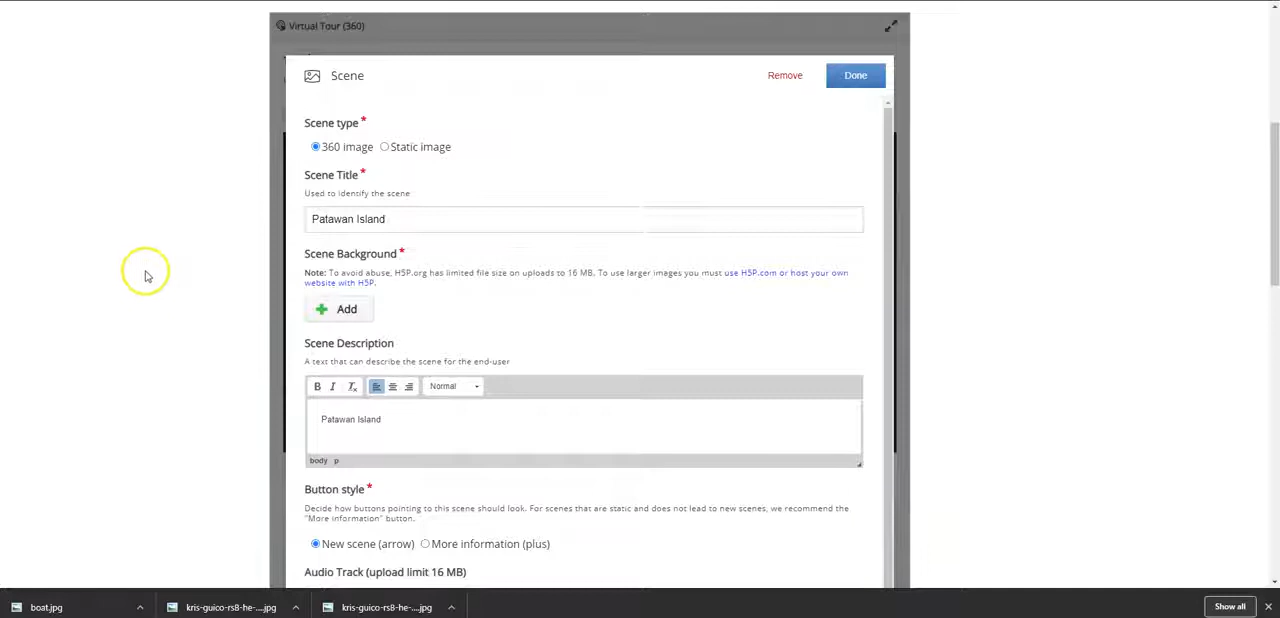 Virtual Tour (360)
Scene
Remove
Done
Scene type *
360 image
Static image
Scene Title *
Used to identify the scene
Patawan Island
Scene Background *
Note: To avoid abuse, H5P.org has limited file size on uploads to 16 MB. To use larger images you must use H5P.com or host your own
website with H5P.
Add
Scene Description
A text that can describe the scene for the end-user
B I Tx Normal
Patawan Island
body p
Button style *
Decide how buttons pointing to this scene should look. For scenes that are static and does not lead to new scenes, we recommend the
"More information" button.
New scene (arrow)
More information (plus)
Audio Track (upload limit 16 MB)
boat.jpg
kris-guico-rsB-he-....jpg
kris-guico-rsB-he-....jpg
Show all